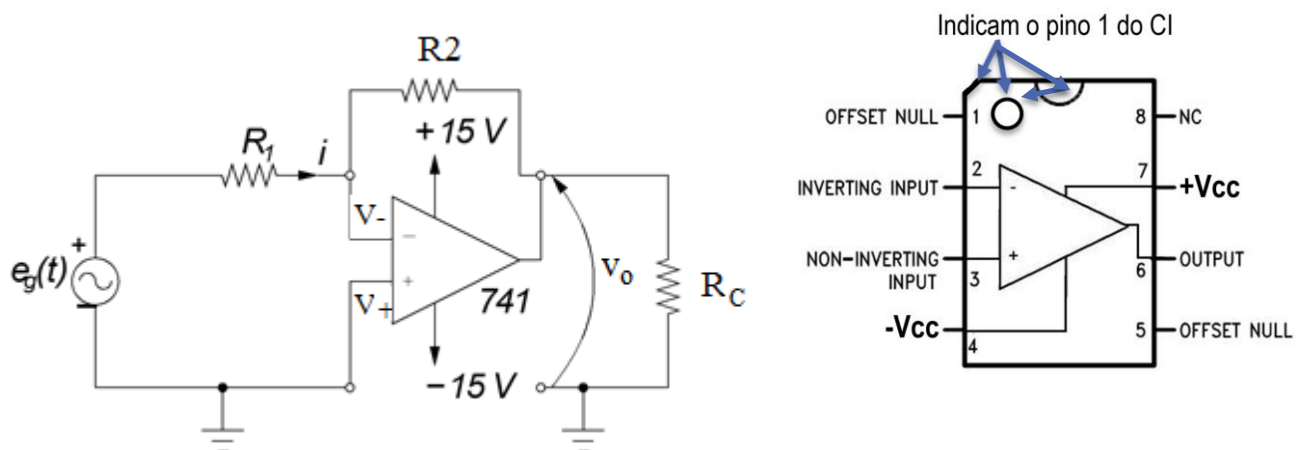 R2
+15 V
R1
i
V-
−
eg(t)
+
V+
+
741
vo
RC
−15 V
Indicam o pino 1 do CI
OFFSET NULL
1
8
NC
INVERTING INPUT
2
-
7
+Vcc
NON-INVERTING
INPUT
3
+
6
OUTPUT
-Vcc
4
5
OFFSET NULL